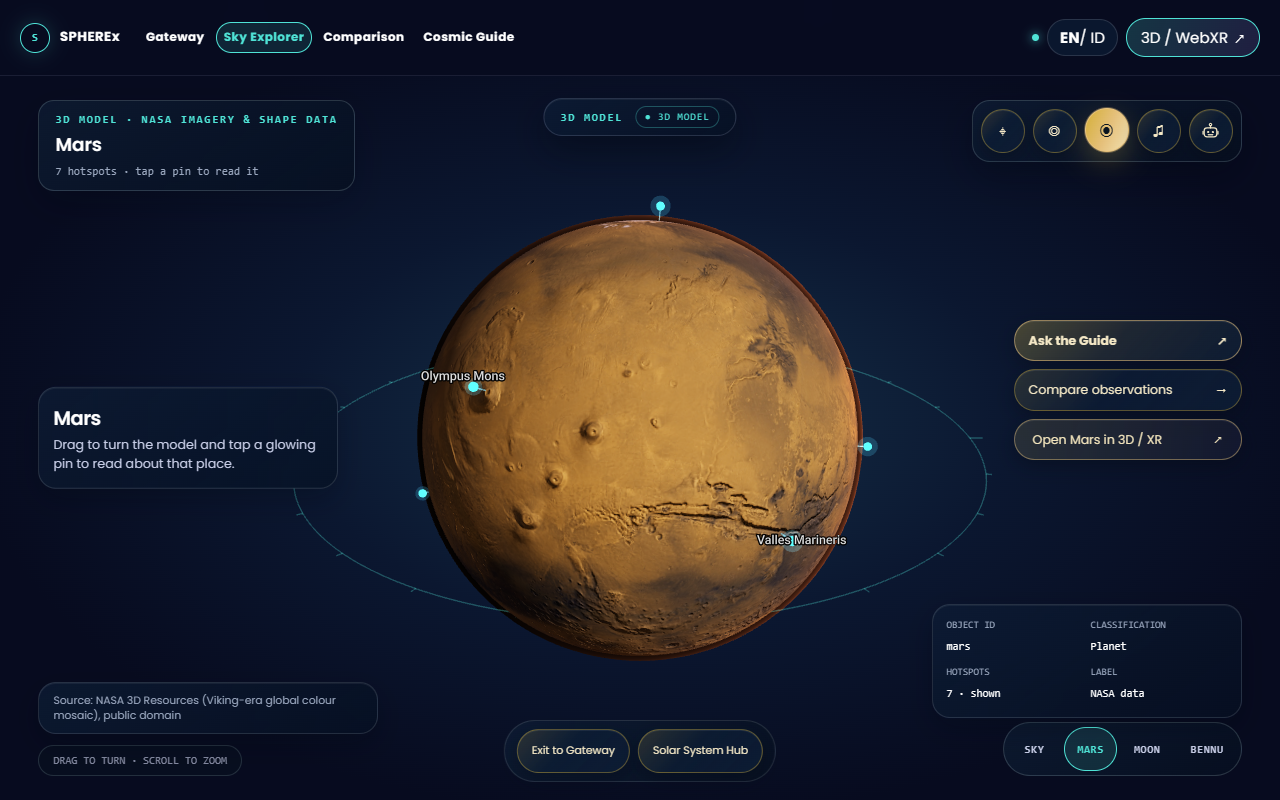 S
SPHEREx
Gateway
Sky Explorer
Comparison
Cosmic Guide
EN/ ID
3D / WebXR ↗
3D MODEL · NASA IMAGERY & SHAPE DATA
Mars
7 hotspots · tap a pin to read it
3D MODEL
• 3D MODEL
Olympus Mons
Mars
Drag to turn the model and tap a glowing
pin to read about that place.
Ask the Guide ↗
Compare observations →
Open Mars in 3D / XR ↗
Valles Marineris
OBJECT ID
mars
CLASSIFICATION
Planet
HOTSPOTS
7 · shown
LABEL
NASA data
Source: NASA 3D Resources (Viking-era global colour
mosaic), public domain
DRAG TO TURN · SCROLL TO ZOOM
Exit to Gateway
Solar System Hub
SKY
MARS
MOON
BENNU